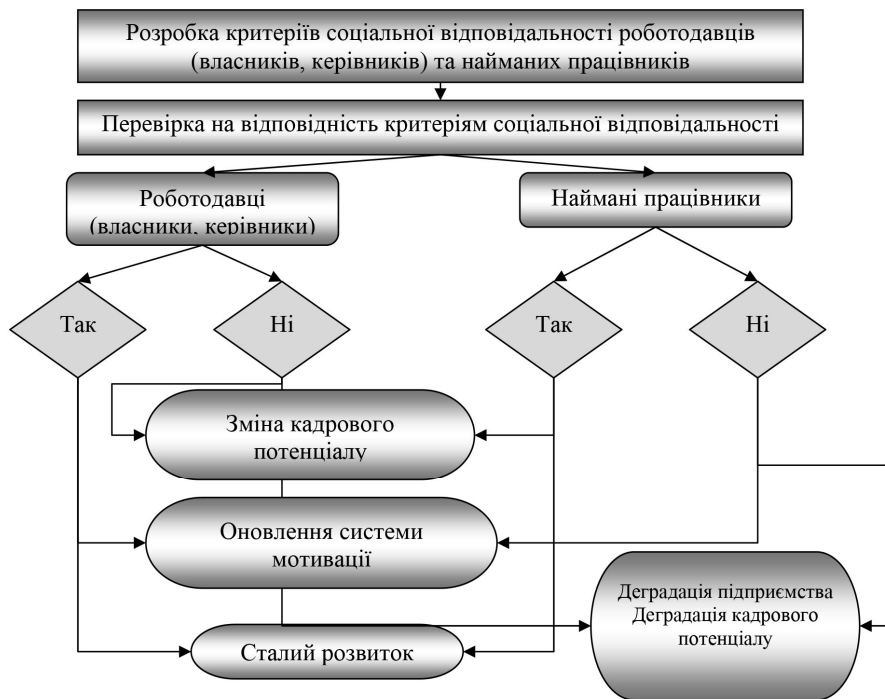 Розробка критеріїв соціальної відповідальності роботодавців
(власників, керівників) та найманих працівників
Перевірка на відповідність критеріям соціальної відповідальності
Роботодавці
(власники, керівники)
Наймані працівники
Так
Ні
Так
Ні
Зміна кадрового
потенціалу
Оновлення системи
мотивації
Деградація підприємства
Деградація кадрового
потенціалу
Сталий розвиток